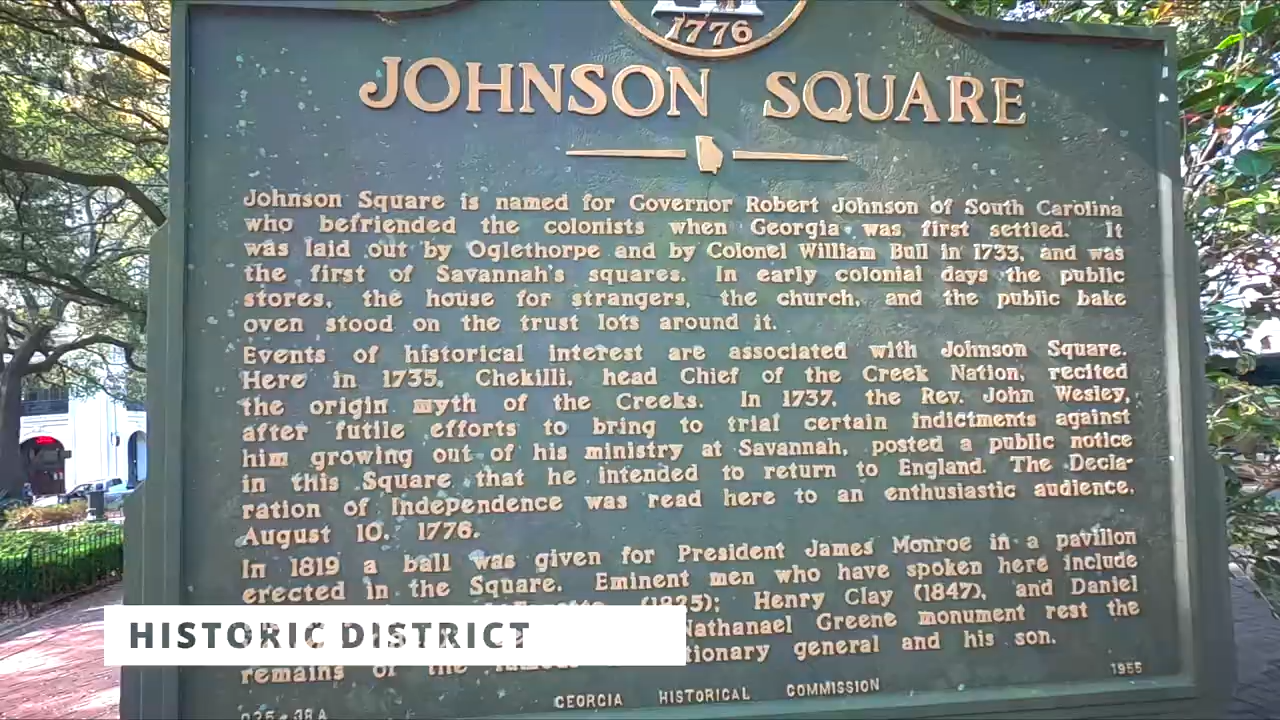 1776
JOHNSON SQUARE
Johnson Square is named for Governor Robert Johnson of South Carolina
who befriended the colonists when Georgia was first settled. It
was laid out by Oglethorpe and by Colonel William Bull in 1733, and was
the first of Savannah's squares. In early colonial days the public
stores, the house for strangers, the church, and the public bake
oven stood on the trust lots around it.
Events of historical interest are associated with Johnson Square.
Here in 1735, Chekilli, head Chief of the Creek Nation, recited
the origin myth of the Creeks. In 1737, the Rev. John Wesley,
after futile efforts to bring to trial certain indictments against
him growing out of his ministry at Savannah, posted a public notice
in this Square that he intended to return to England. The Decla-
ration of Independence was read here to an enthusiastic audience,
August 10, 1776.
In 1819 a ball was given for President James Monroe in a pavilion
erected in the Square. Eminent men who have spoken here include
(1825); Henry Clay (1847), and Daniel
Nathanael Greene monument rest the
remains of the general and his son.
HISTORIC DISTRICT
GEORGIA HISTORICAL COMMISSION 1955
025-38A